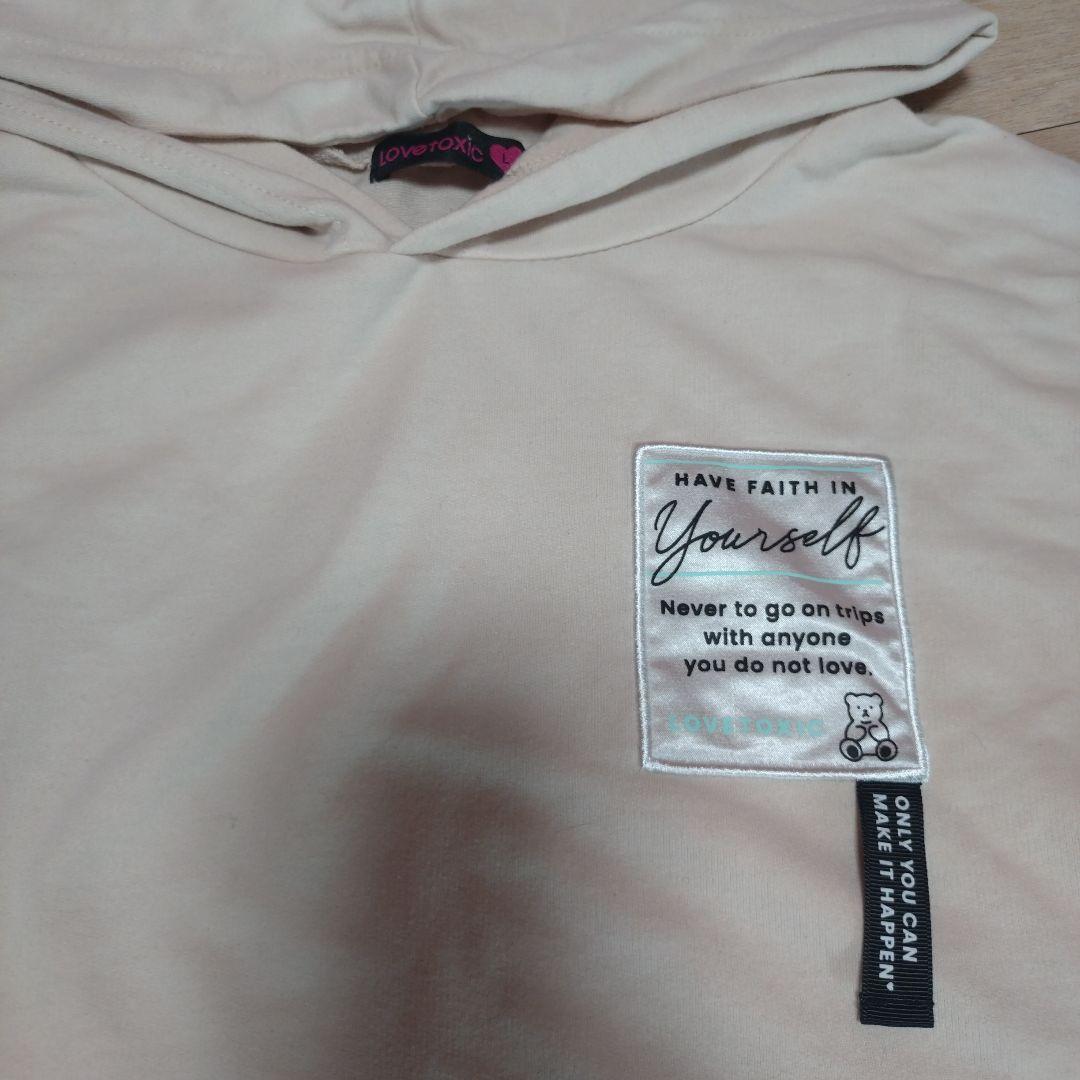 Lovetoxic L
HAVE FAITH IN
Yourself
Never to go on trips
with anyone
you do not love.
LOVETOXIC
ONLY YOU CAN
MAKE IT HAPPEN♥